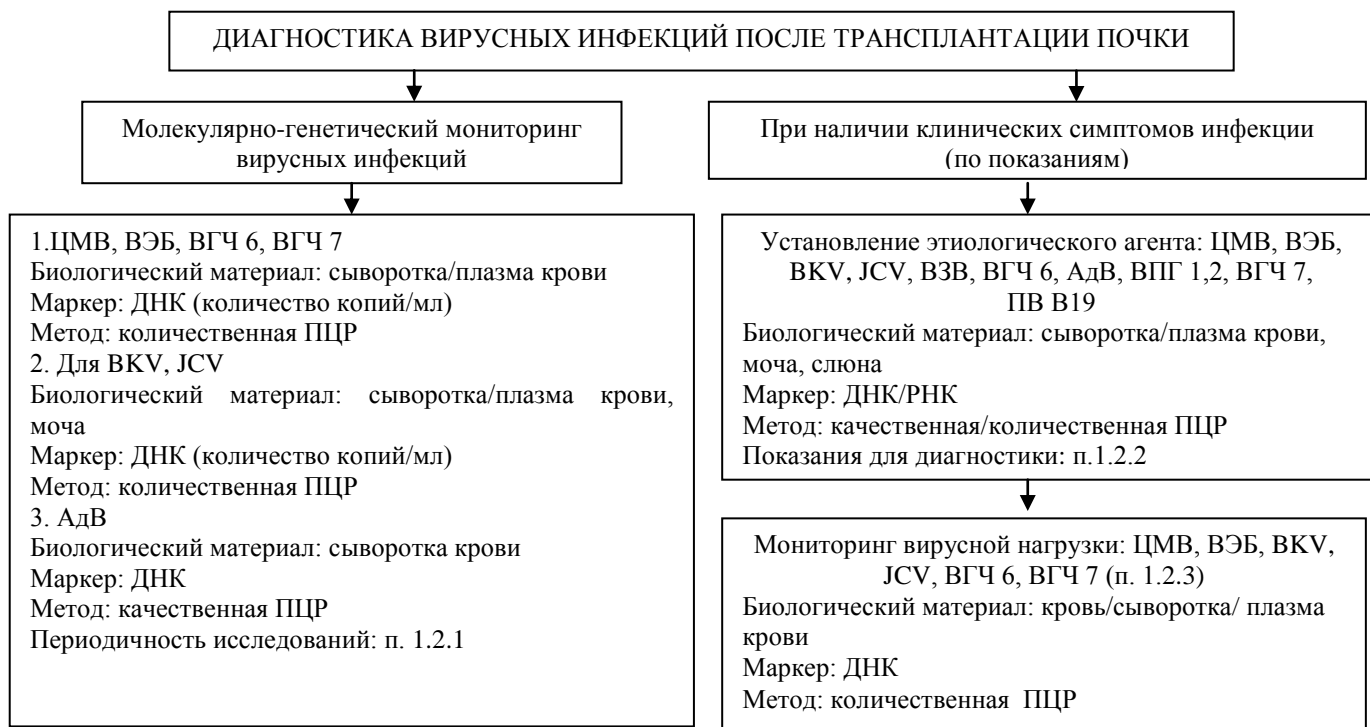 ДИАГНОСТИКА ВИРУСНЫХ ИНФЕКЦИЙ ПОСЛЕ ТРАНСПЛАНТАЦИИ ПОЧКИ
Молекулярно-генетический мониторинг
вирусных инфекций
1.ЦМВ, ВЭБ, ВГЧ 6, ВГЧ 7
Биологический материал: сыворотка/плазма крови
Маркер: ДНК (количество копий/мл)
Метод: количественная ПЦР
2. Для BKV, JCV
Биологический материал: сыворотка/плазма крови,
моча
Маркер: ДНК (количество копий/мл)
Метод: количественная ПЦР
3. АдВ
Биологический материал: сыворотка крови
Маркер: ДНК
Метод: качественная ПЦР
Периодичность исследований: п. 1.2.1
При наличии клинических симптомов инфекции
(по показаниям)
Установление этиологического агента: ЦМВ, ВЭБ,
BKV, JCV, ВЗВ, ВГЧ 6, АдВ, ВПГ 1,2, ВГЧ 7,
ПВ В19
Биологический материал: сыворотка/плазма крови,
моча, слюна
Маркер: ДНК/РНК
Метод: качественная/количественная ПЦР
Показания для диагностики: п.1.2.2
Мониторинг вирусной нагрузки: ЦМВ, ВЭБ, BKV,
JCV, ВГЧ 6, ВГЧ 7 (п. 1.2.3)
Биологический материал: кровь/сыворотка/ плазма
крови
Маркер: ДНК
Метод: количественная ПЦР